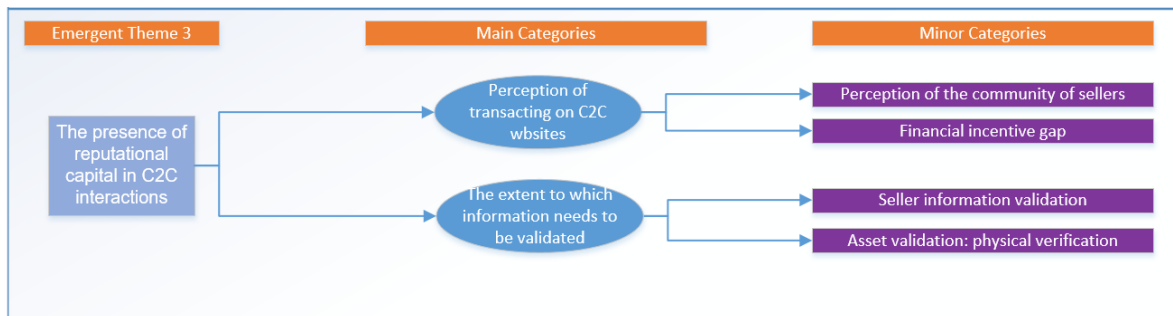 Emergent Theme 3
Main Categories
Minor Categories
The presence of
reputational
capital in C2C
interactions
Perception of
transacting on C2C
wbsites
Perception of the community of sellers
Financial incentive gap
The extent to which
information needs to
be validated
Seller information validation
Asset validation: physical verification